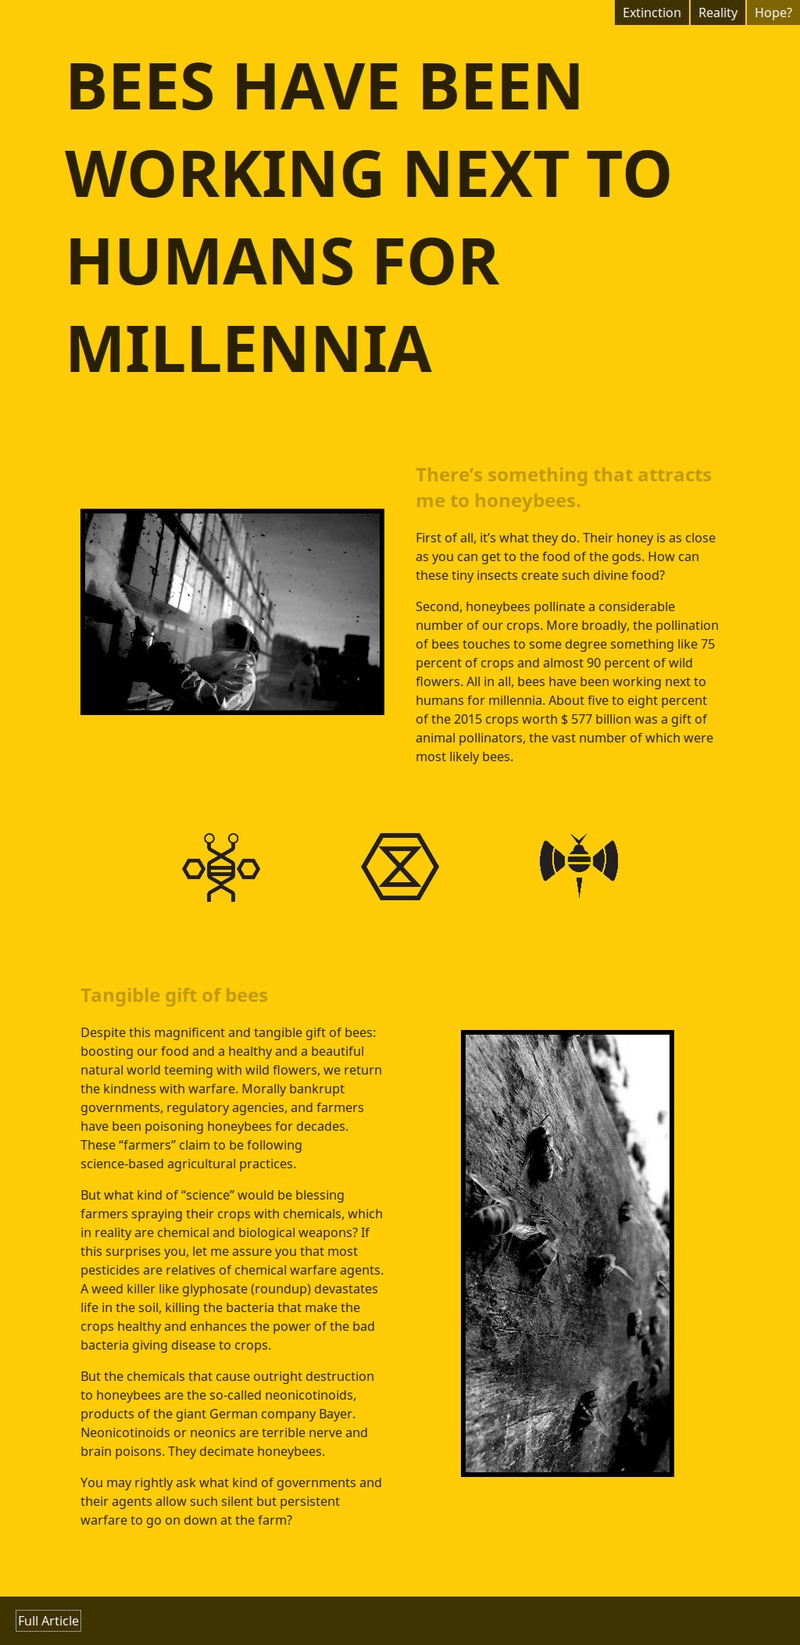 Extinction
Reality
Hope?
BEES HAVE BEEN
WORKING NEXT TO
HUMANS FOR
MILLENNIA
There’s something that attracts
me to honeybees.
First of all, it’s what they do. Their honey is as close
as you can get to the food of the gods. How can
these tiny insects create such divine food?
Second, honeybees pollinate a considerable
number of our crops. More broadly, the pollination
of bees touches to some degree something like 75
percent of crops and almost 90 percent of wild
flowers. All in all, bees have been working next to
humans for millennia. About five to eight percent
of the 2015 crops worth $ 577 billion was a gift of
animal pollinators, the vast number of which were
most likely bees.
Tangible gift of bees
Despite this magnificent and tangible gift of bees:
boosting our food and a healthy and a beautiful
natural world teeming with wild flowers, we return
the kindness with warfare. Morally bankrupt
governments, regulatory agencies, and farmers
have been poisoning honeybees for decades.
These “farmers” claim to be following
science-based agricultural practices.
But what kind of “science” would be blessing
farmers spraying their crops with chemicals, which
in reality are chemical and biological weapons? If
this surprises you, let me assure you that most
pesticides are relatives of chemical warfare agents.
A weed killer like glyphosate (roundup) devastates
life in the soil, killing the bacteria that make the
crops healthy and enhances the power of the bad
bacteria giving disease to crops.
But the chemicals that cause outright destruction
to honeybees are the so-called neonicotinoids,
products of the giant German company Bayer.
Neonicotinoids or neonics are terrible nerve and
brain poisons. They decimate honeybees.
You may rightly ask what kind of governments and
their agents allow such silent but persistent
warfare to go on down at the farm?
Full Article